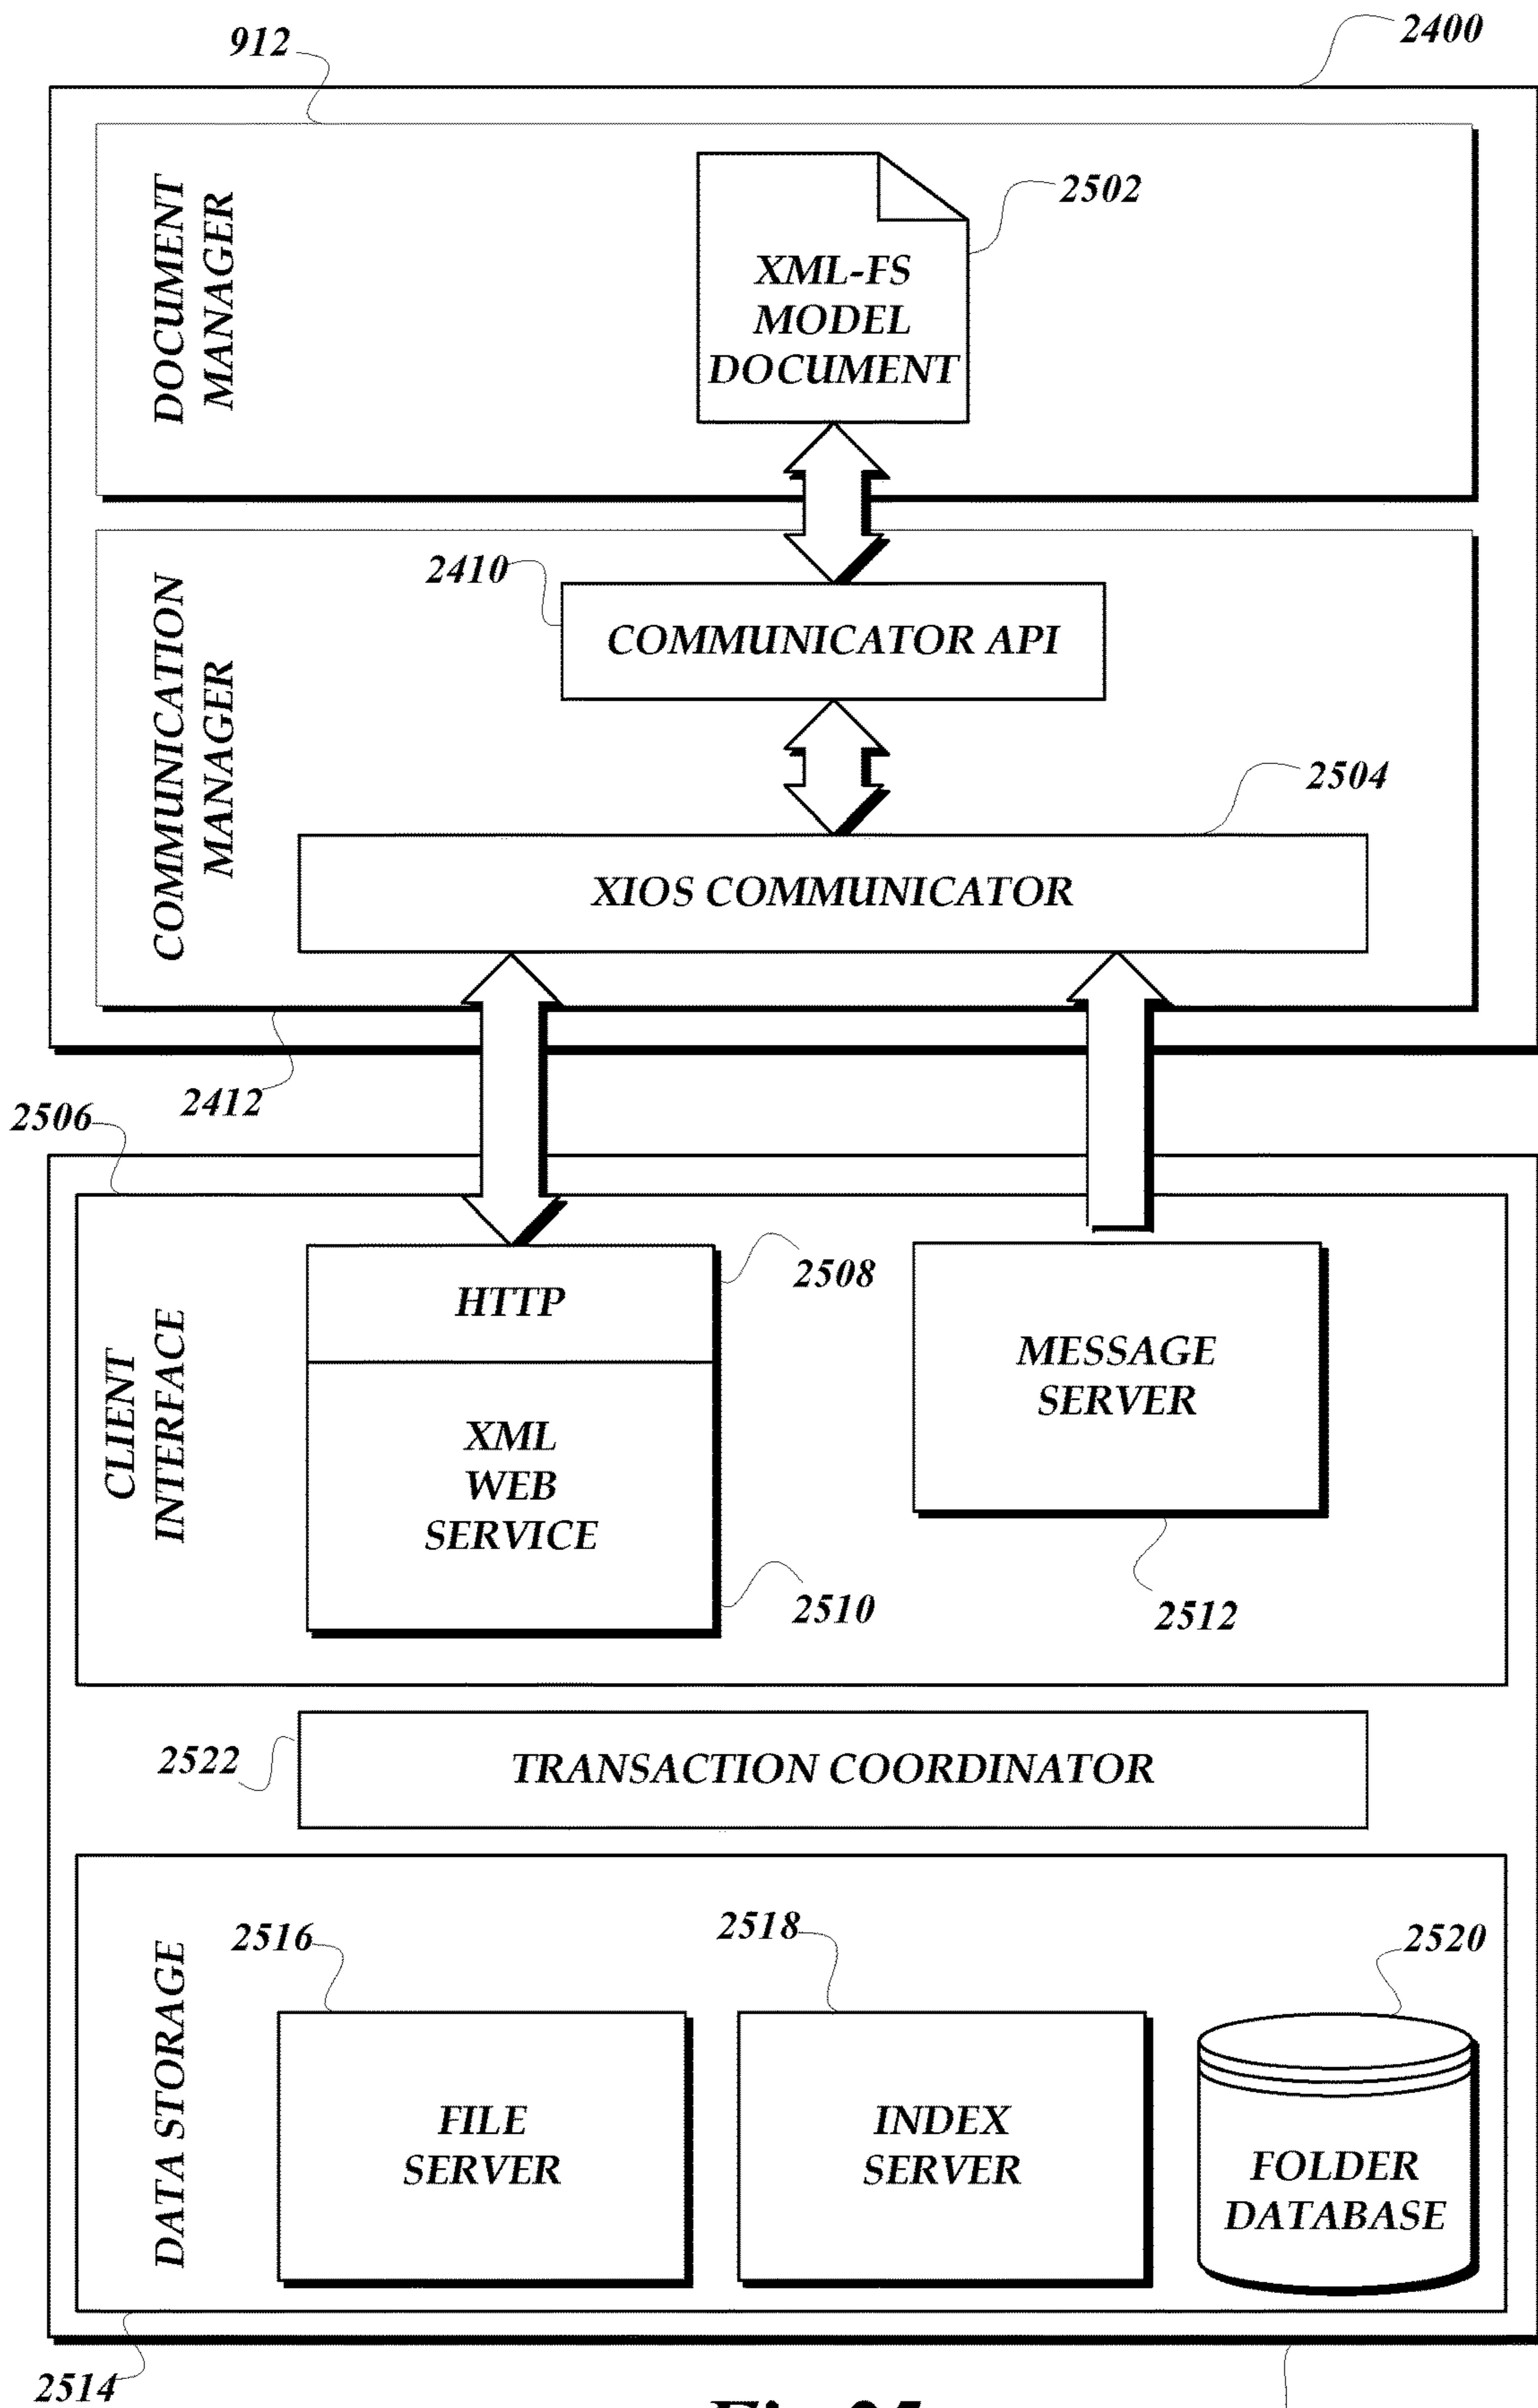 912
2400
DOCUMENT
MANAGER
2502
XML-FS
MODEL
DOCUMENT
COMMUNICATION
MANAGER
2410
COMMUNICATOR API
2504
XIOS COMMUNICATOR
2412
2506
CLIENT
INTERFACE
HTTP
2508
XML
WEB
SERVICE
2510
MESSAGE
SERVER
2512
2522
TRANSACTION COORDINATOR
DATA STORAGE
2516
FILE
SERVER
2518
INDEX
SERVER
2520
FOLDER
DATABASE
2514